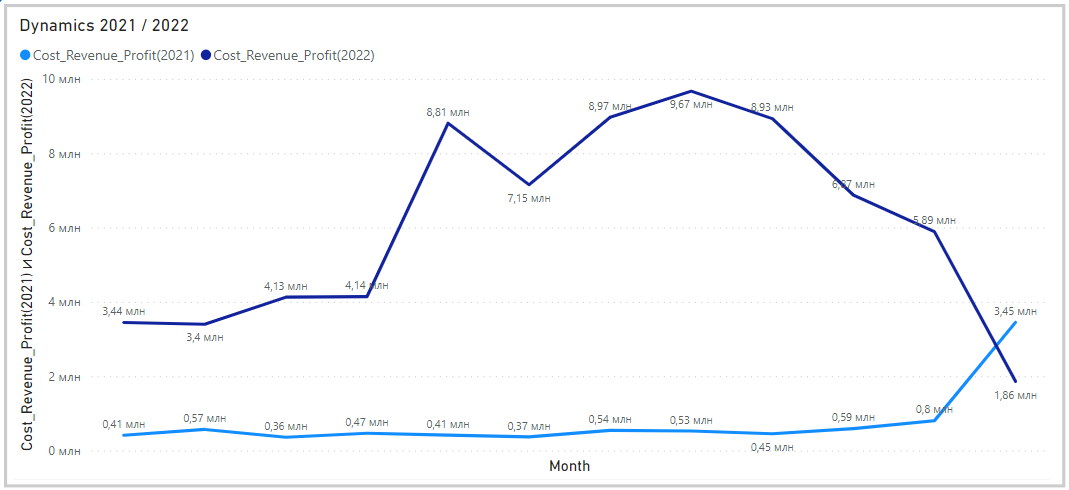 Dynamics 2021 / 2022
Cost_Revenue_Profit(2021) Cost_Revenue_Profit(2022)
Cost_Revenue_Profit(2021) и Cost_Revenue_Profit(2022)
10 млн
8 млн
6 млн
4 млн
2 млн
0 млн
3,44 млн
3,4 млн
4,13 млн
4,14 млн
8,81 млн
7,15 млн
8,97 млн
9,67 млн
8,93 млн
6,87 млн
5,89 млн
1,86 млн
0,41 млн
0,57 млн
0,36 млн
0,47 млн
0,41 млн
0,37 млн
0,54 млн
0,53 млн
0,45 млн
0,59 млн
0,8 млн
3,45 млн
Month